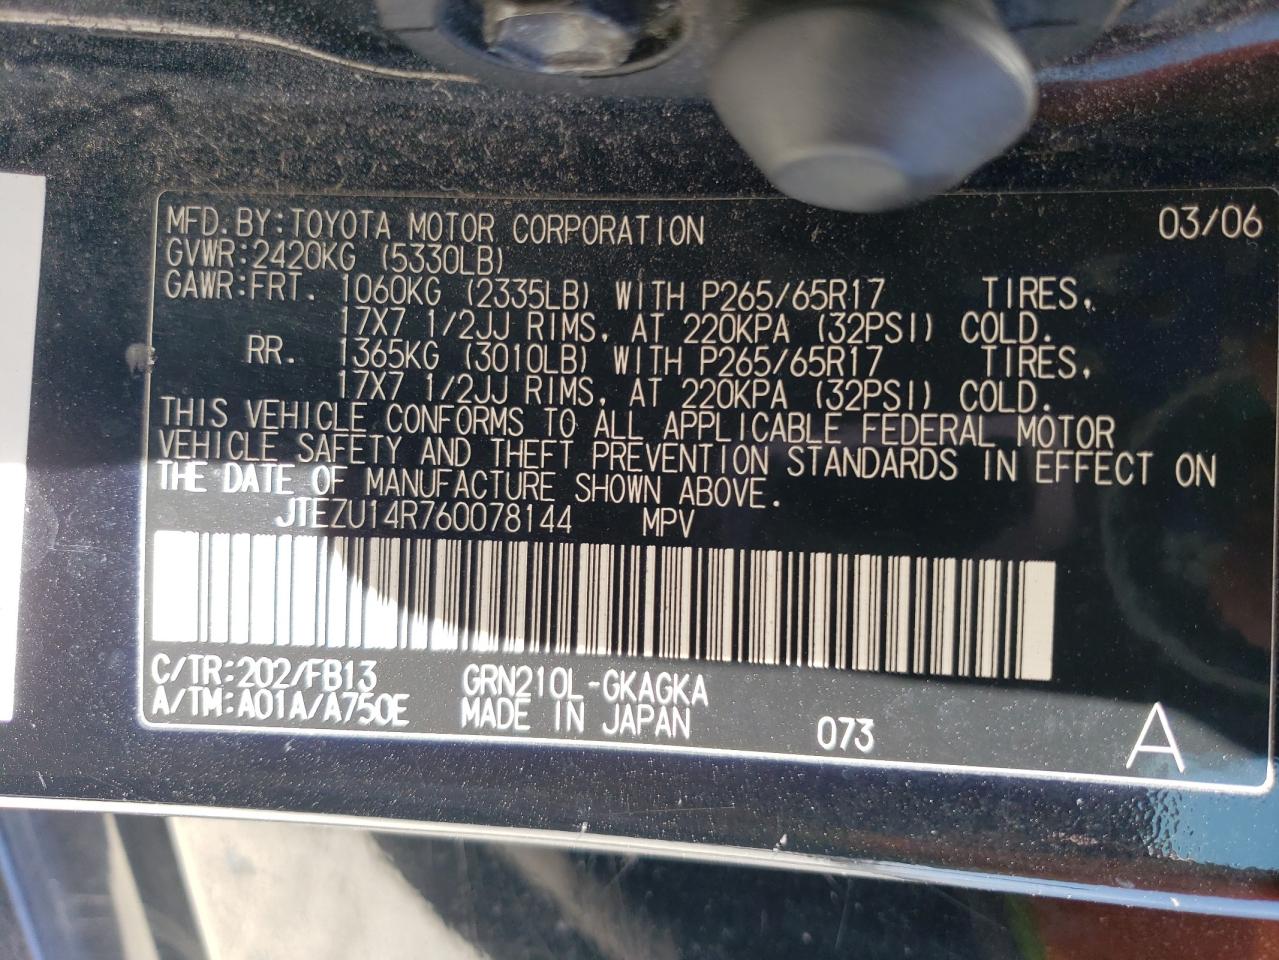 MFD. BY: TOYOTA MOTOR CORPORATION 03/06
GVWR: 2420KG (5330LB)
GAWR: FRT. 1060KG (2335LB) WITH P265/65R17 TIRES,
17X7 1/2JJ RIMS, AT 220KPA (32PSI) COLD.
RR. 1365KG (3010LB) WITH P265/65R17 TIRES,
17X7 1/2JJ RIMS, AT 220KPA (32PSI) COLD.
THIS VEHICLE CONFORMS TO ALL APPLICABLE FEDERAL MOTOR
VEHICLE SAFETY AND THEFT PREVENTION STANDARDS IN EFFECT ON
THE DATE OF MANUFACTURE SHOWN ABOVE.
JTEZU14R760078144 MPV
C/TR: 202/FB13 GRN210L-GKAGKA
A/TM: A01A/A750E MADE IN JAPAN 073 A